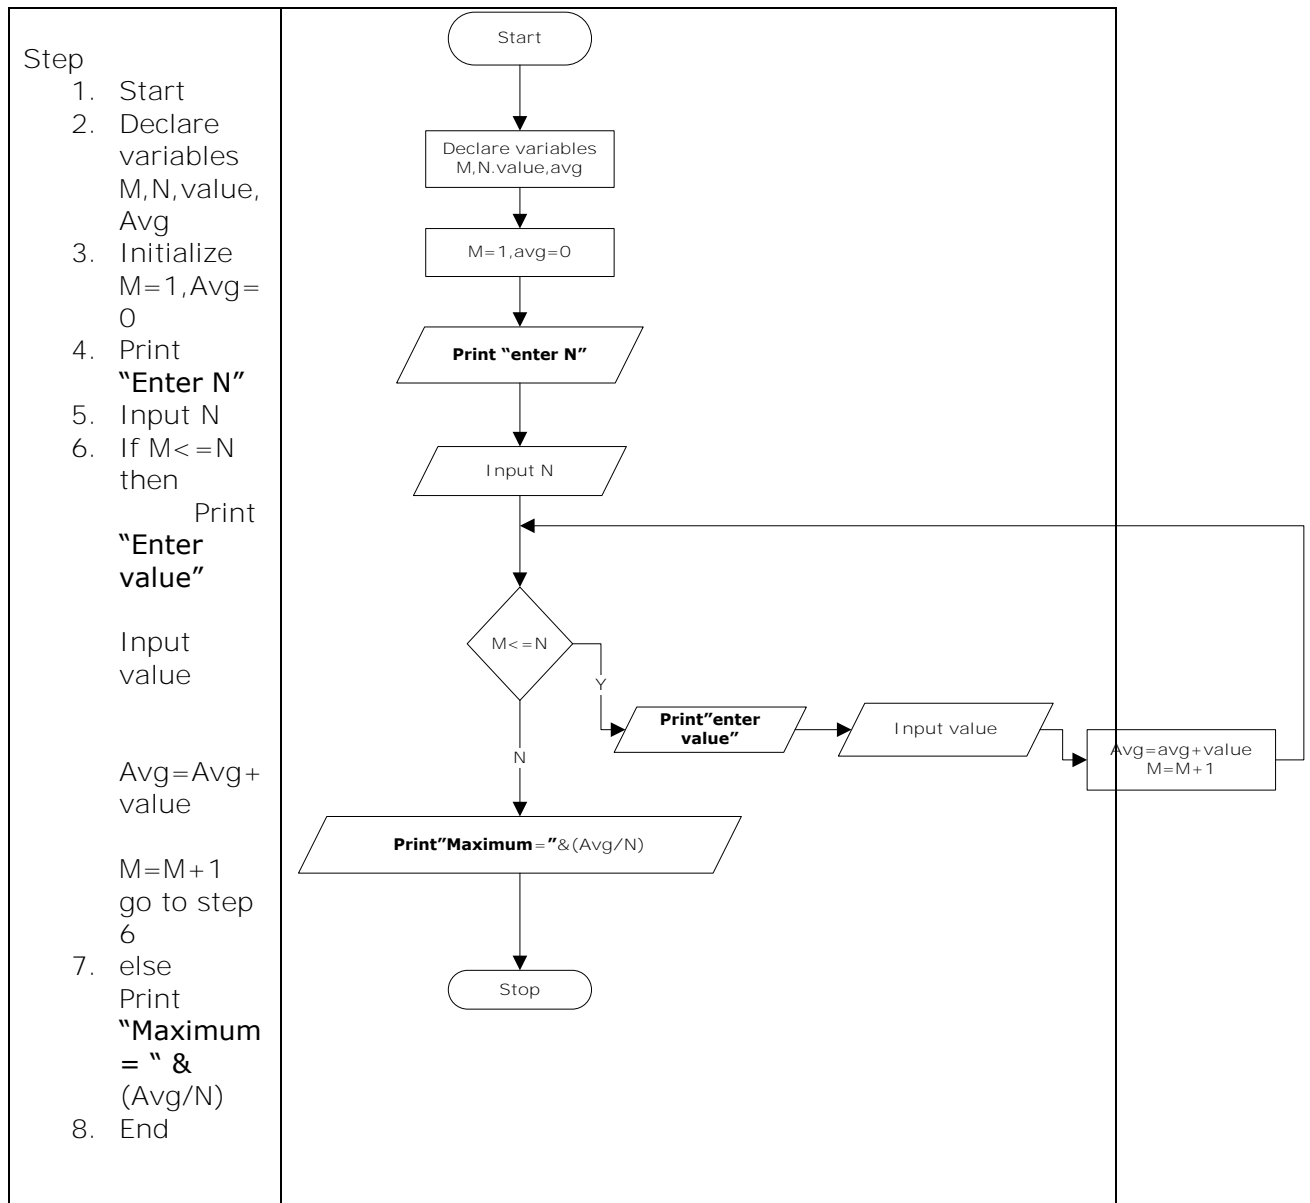 Step
1. Start
2. Declare
variables
M,N,value,
Avg
3. Initialize
M=1,Avg=
0
4. Print
“Enter N”
5. Input N
6. If M<=N
then
Print
“Enter
value”
Input
value
Avg=Avg+
value
M=M+1
go to step
6
7. else
Print
“Maximum
= “ &
(Avg/N)
8. End
Start
Declare variables
M,N.value,avg
M=1,avg=0
Print “enter N”
Input N
M<=N
Y
Print”enter
value”
Input value
Avg=avg+value
M=M+1
N
Print”Maximum=”&(Avg/N)
Stop